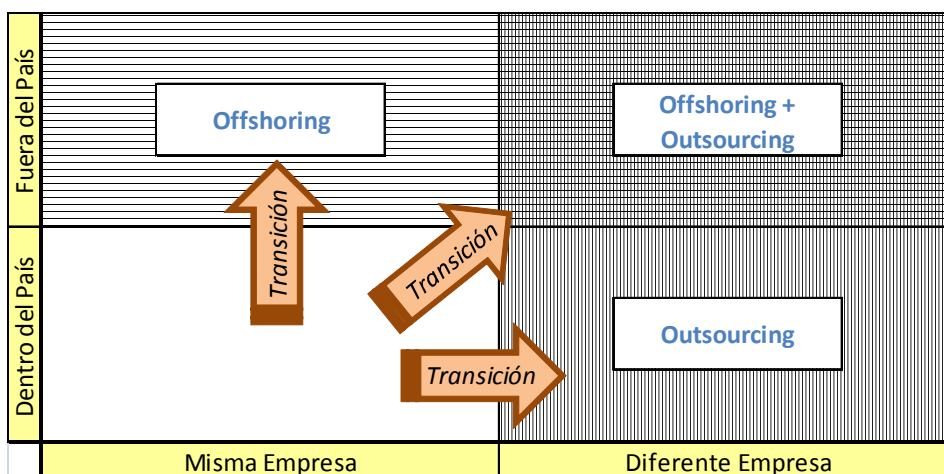 Fuera del País
Offshoring
Offshoring +
Outsourcing
Transición
Transición
Dentro del País
Outsourcing
Transición
Misma Empresa
Diferente Empresa